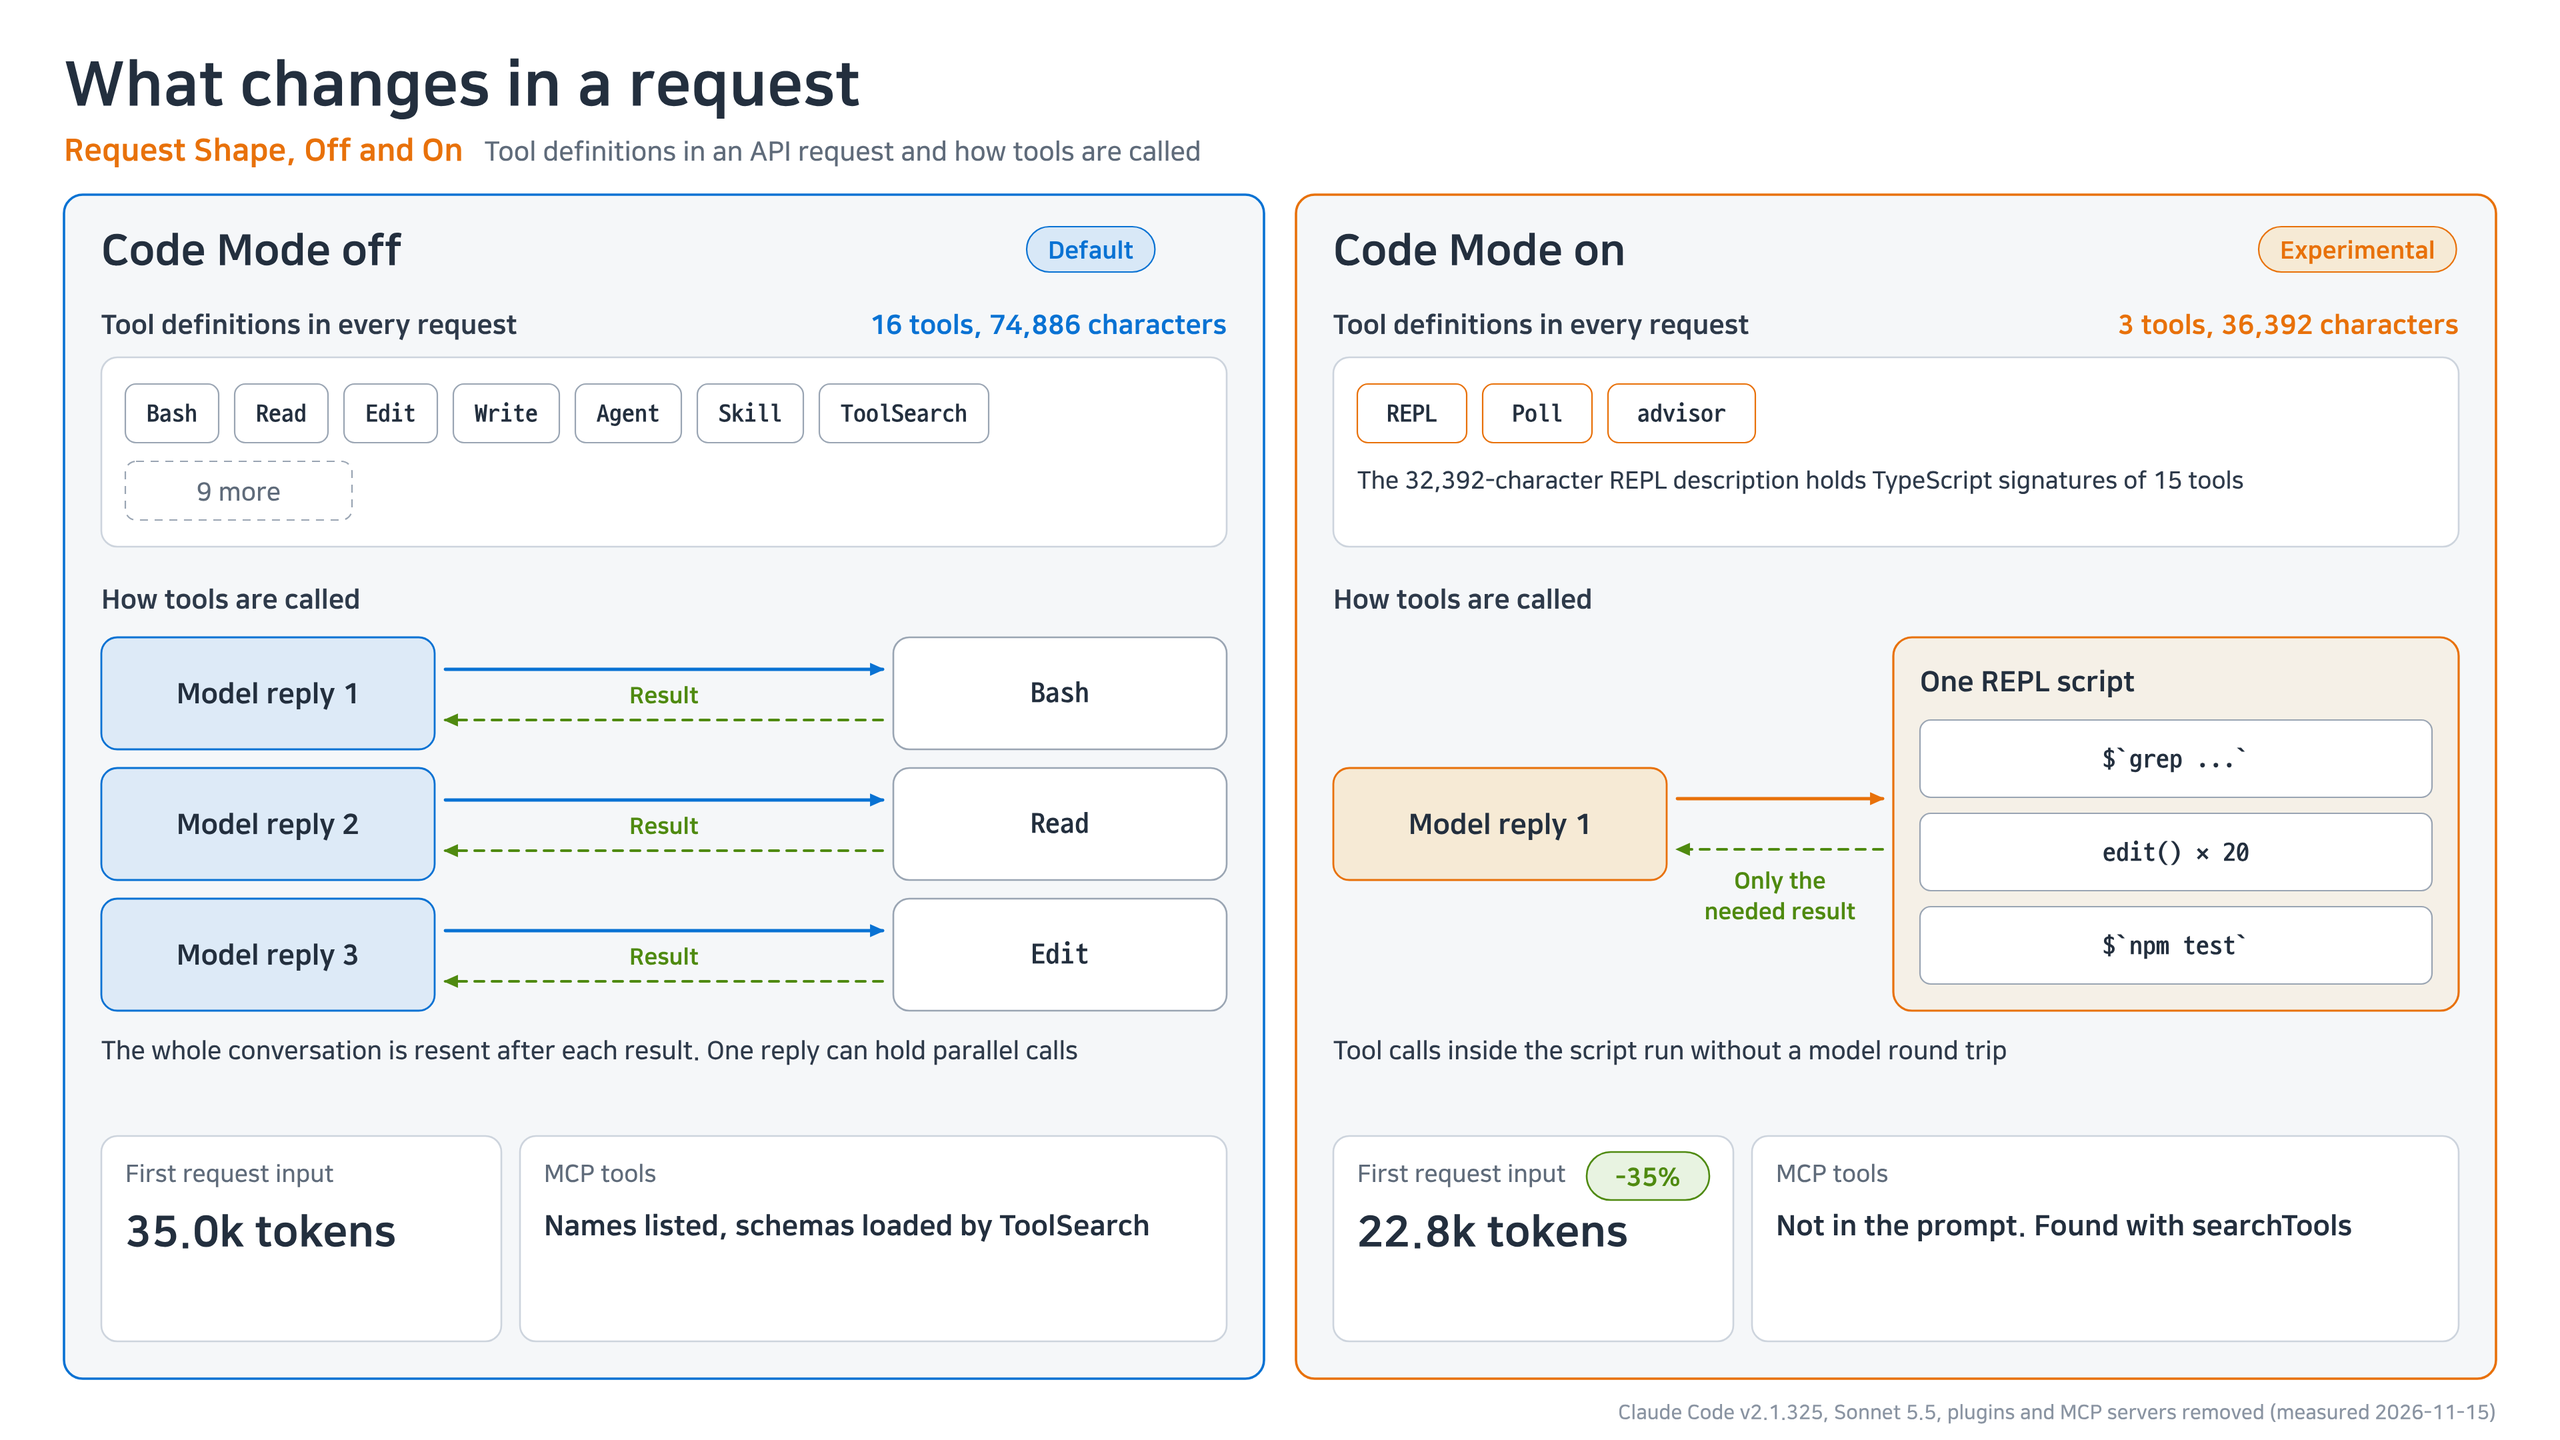 What changes in a request
Request Shape, Off and On Tool definitions in an API request and how tools are called
Code Mode off
Default
Tool definitions in every request
16 tools, 74,886 characters
Bash
Read
Edit
Write
Agent
Skill
ToolSearch
9 more
How tools are called
Model reply 1
Result
Bash
Model reply 2
Result
Read
Model reply 3
Result
Edit
The whole conversation is resent after each result. One reply can hold parallel calls
First request input
35.0k tokens
MCP tools
Names listed, schemas loaded by ToolSearch
Code Mode on
Experimental
Tool definitions in every request
3 tools, 36,392 characters
REPL
Poll
advisor
The 32,392-character REPL description holds TypeScript signatures of 15 tools
How tools are called
Model reply 1
Only the
needed result
One REPL script
$`grep ...`
edit() × 20
$`npm test`
Tool calls inside the script run without a model round trip
First request input
-35%
22.8k tokens
MCP tools
Not in the prompt. Found with searchTools
Claude Code v2.1.325, Sonnet 5.5, plugins and MCP servers removed (measured 2026-11-15)